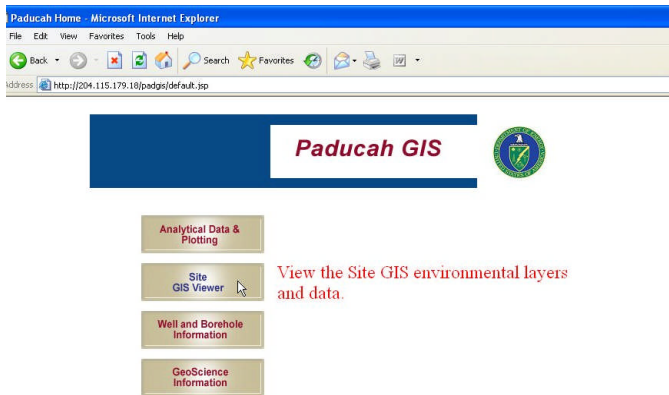 Paducah Home - Microsoft Internet Explorer
File Edit View Favorites Tools Help
Back Search Favorites
Address http://204.115.179.18/padgis/default.jsp
Paducah GIS
Analytical Data &
Plotting
Site
GIS Viewer
View the Site GIS environmental layers
and data.
Well and Borehole
Information
GeoScience
Information